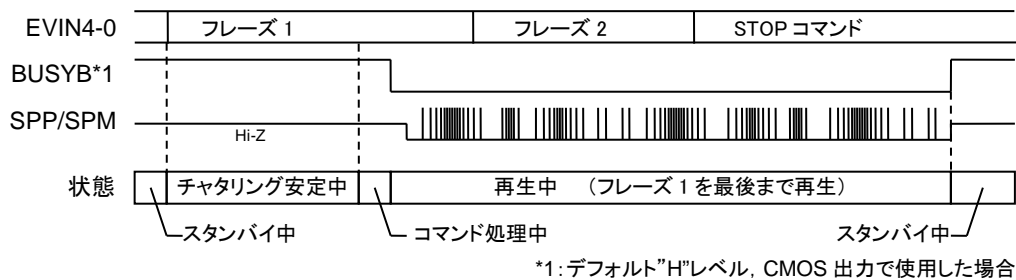 EVIN4-0 フレーズ 1 フレーズ 2 STOP コマンド
BUSYB*1
SPP/SPM
Hi-Z
状態 チャタリング安定中 再生中 (フレーズ 1 を最後まで再生)
スタンバイ中 コマンド処理中 スタンバイ中
*1:デフォルト”H”レベル, CMOS 出力で使用した場合